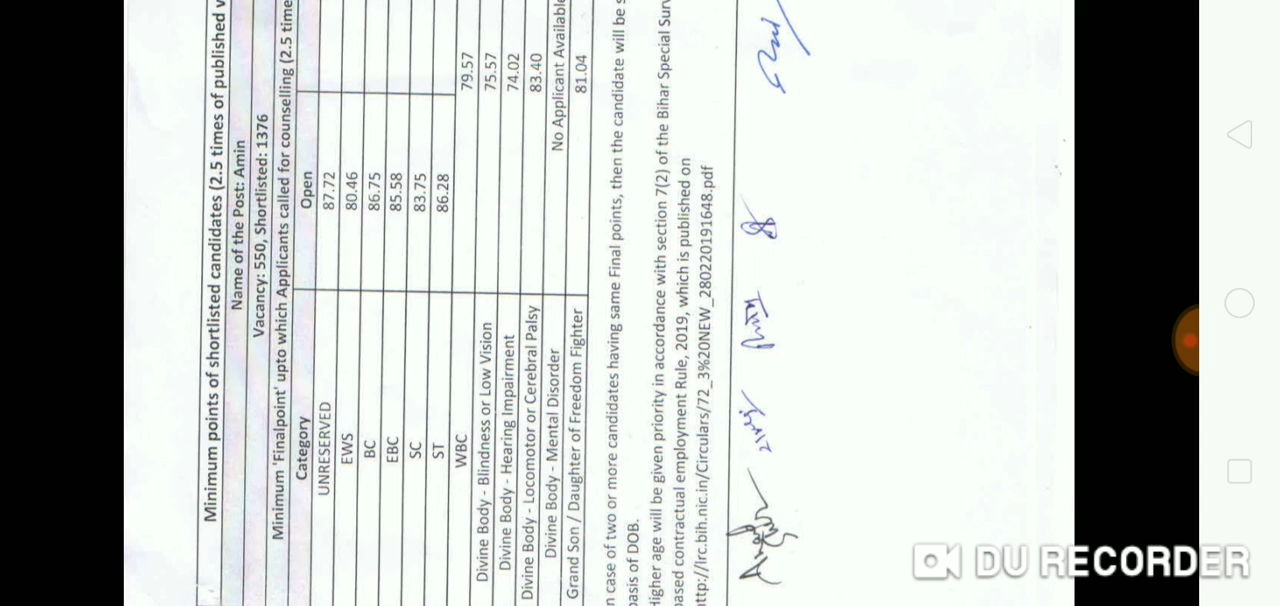 Minimum points of shortlisted candidates (2.5 times of published v
Name of the Post: Amin
Vacancy: 550, Shortlisted: 1376
Minimum 'Finalpoint' upto which Applicants called for counselling (2.5 time
Category Open
UNRESERVED 87.72
EWS 80.46
BC 86.75
EBC 85.58
SC 83.75
ST 86.28
WBC 79.57
Divine Body - Blindness or Low Vision 75.57
Divine Body - Hearing Impairment 74.02
Divine Body - Locomotor or Cerebral Palsy 83.40
Divine Body - Mental Disorder No Applicant Available
Grand Son / Daughter of Freedom Fighter 81.04
n case of two or more candidates having same Final points, then the candidate will be s
basis of DOB.
Higher age will be given priority in accordance with section 7(2) of the Bihar Special Surv
based contractual employment Rule, 2019, which is published on
http://lrc.bih.nic.in/Circulars/72_3%20NEW_280220191648.pdf
DU RECORDER